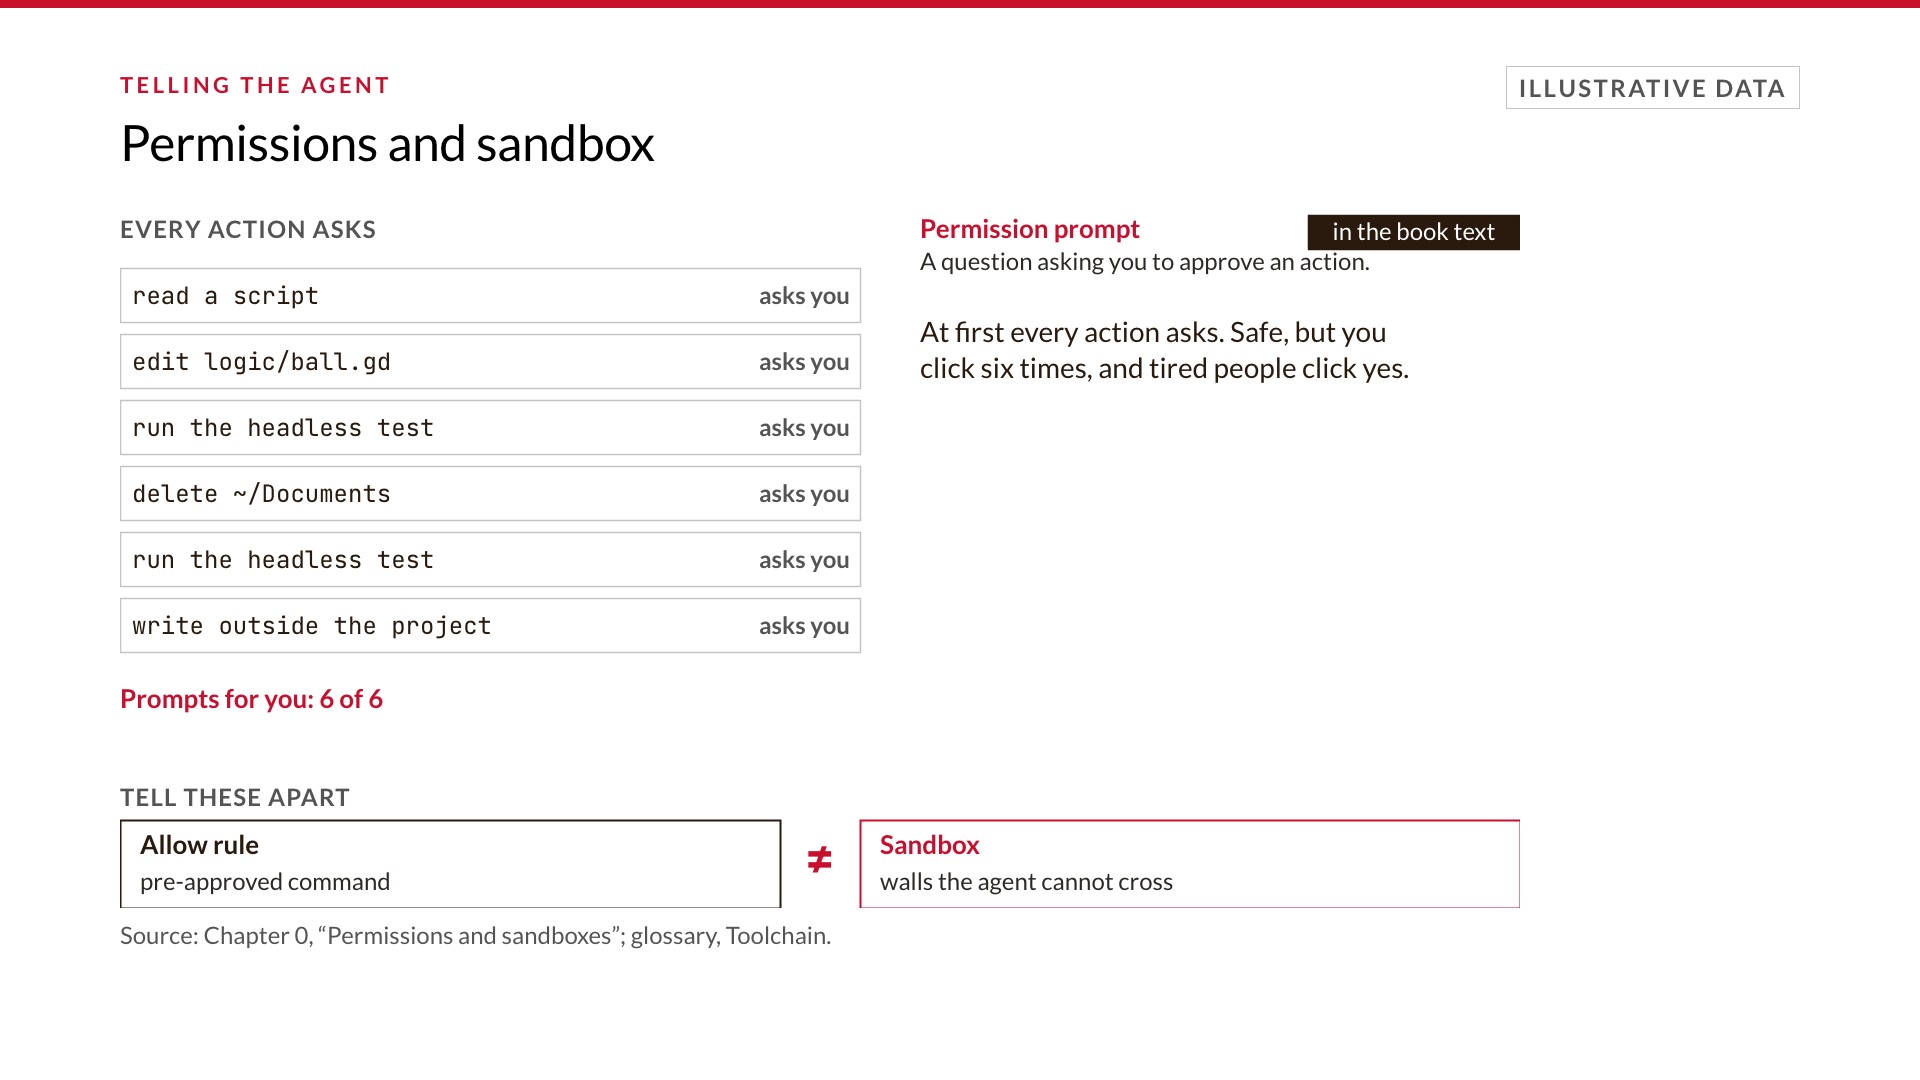 TELLING THE AGENT
ILLUSTRATIVE DATA
Permissions and sandbox
EVERY ACTION ASKS
read a script asks you
edit logic/ball.gd asks you
run the headless test asks you
delete ~/Documents asks you
run the headless test asks you
write outside the project asks you
Prompts for you: 6 of 6
Permission prompt
in the book text
A question asking you to approve an action.
At first every action asks. Safe, but you
click six times, and tired people click yes.
TELL THESE APART
Allow rule
pre-approved command
≠
Sandbox
walls the agent cannot cross
Source: Chapter 0, “Permissions and sandboxes”; glossary, Toolchain.